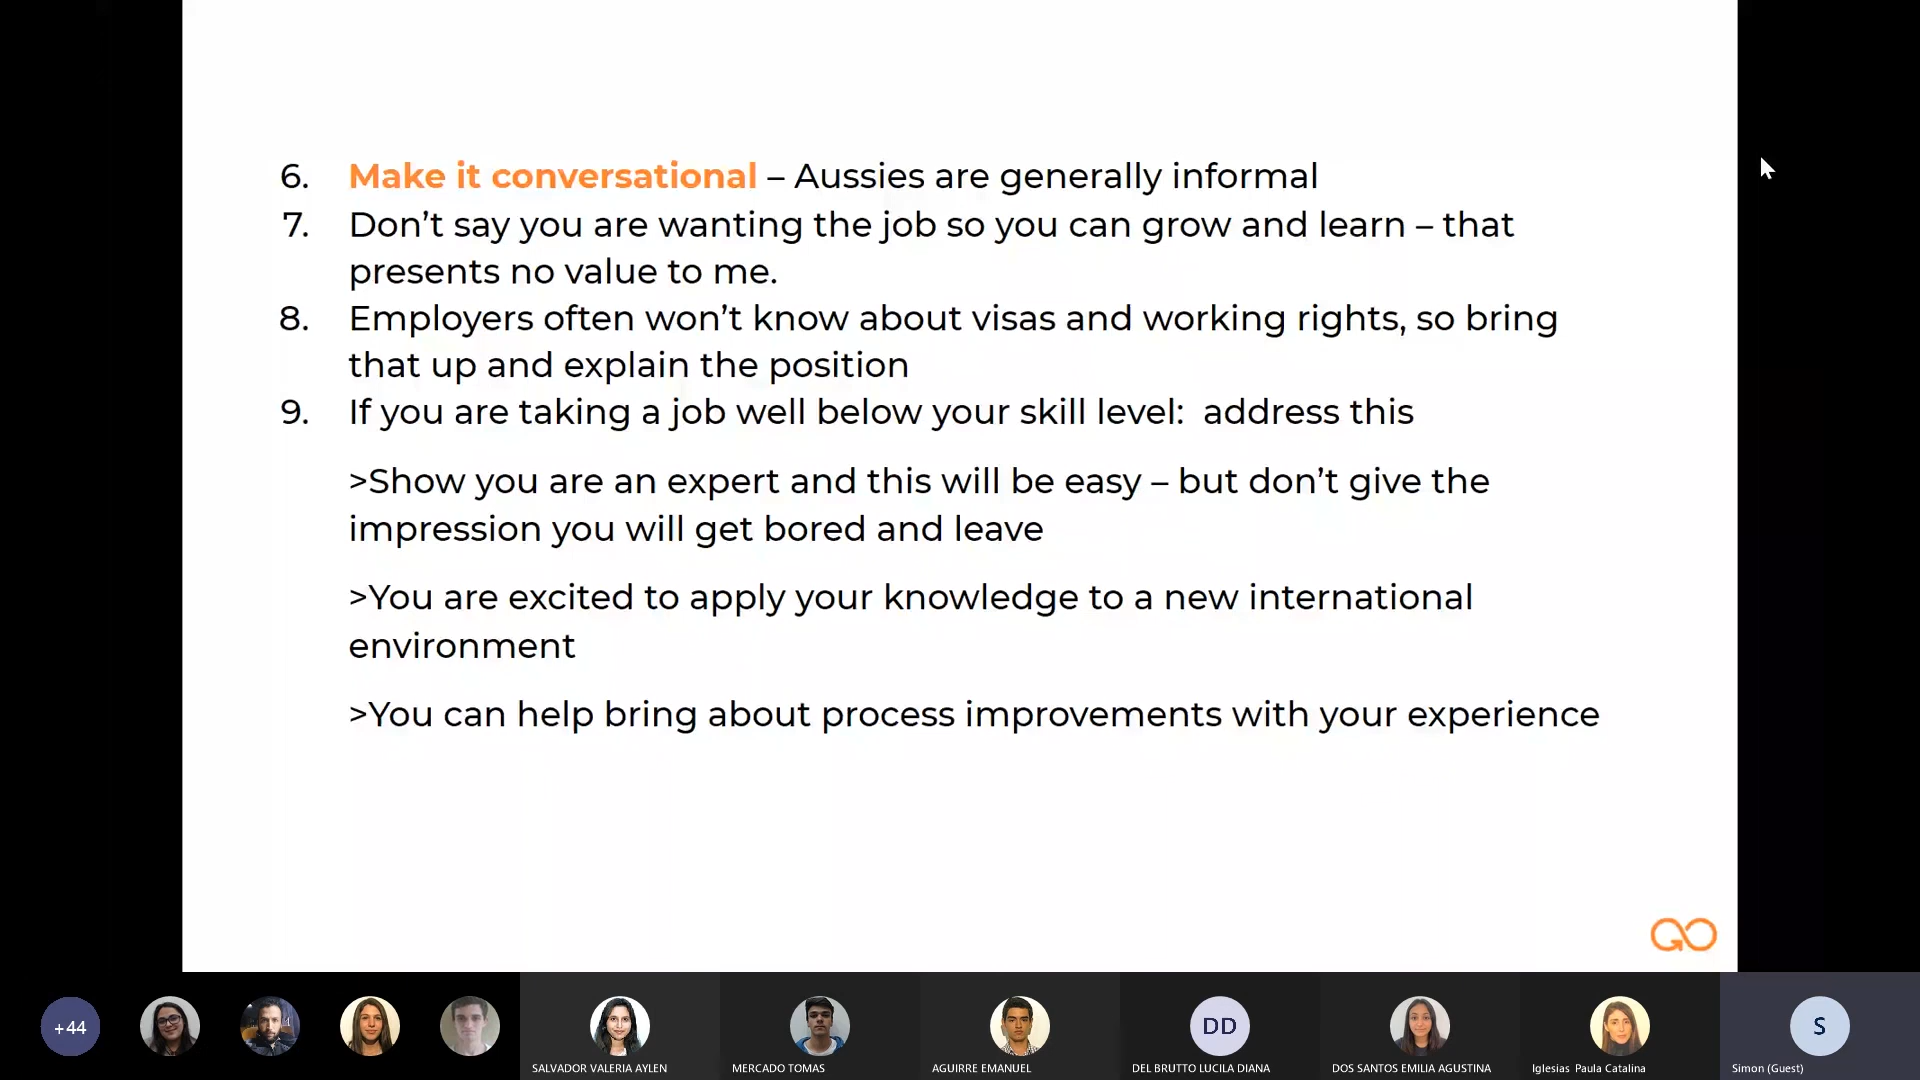 6. Make it conversational – Aussies are generally informal
7. Don’t say you are wanting the job so you can grow and learn – that
presents no value to me.
8. Employers often won’t know about visas and working rights, so bring
that up and explain the position
9. If you are taking a job well below your skill level:  address this
>Show you are an expert and this will be easy – but don’t give the
impression you will get bored and leave
>You are excited to apply your knowledge to a new international
environment
>You can help bring about process improvements with your experience
+44
DD
S
SALVADOR VALERIA AYLEN
MERCADO TOMAS
AGUIRRE EMANUEL
DEL BRUTTO LUCILA DIANA
DOS SANTOS EMILIA AGUSTINA
Iglesias Paula Catalina
Simon (Guest)